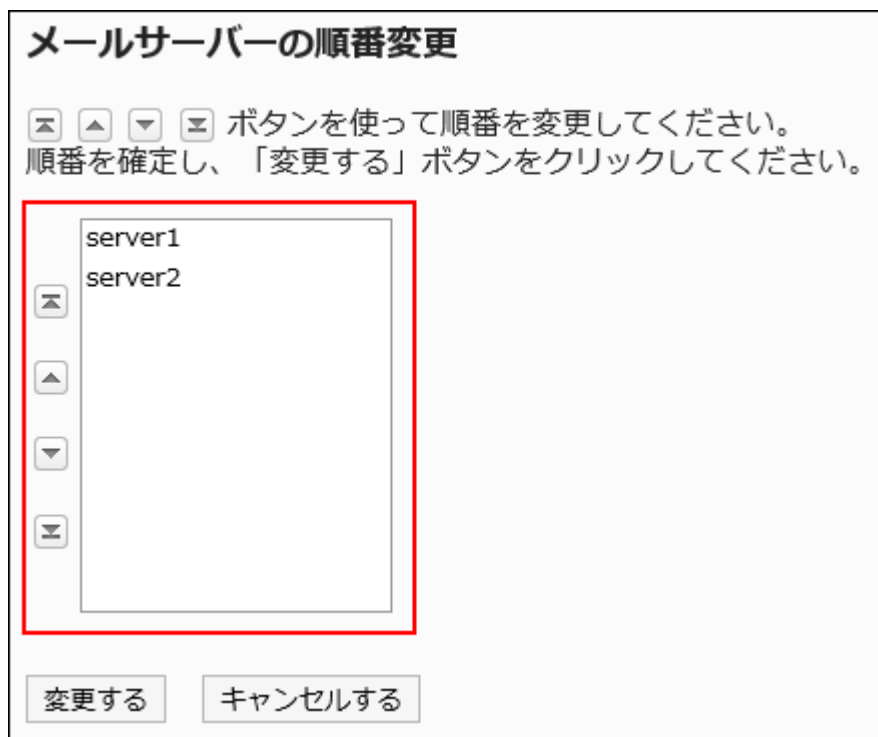 メールサーバーの順番変更
ボタンを使って順番を変更してください。
順番を確定し、「変更する」ボタンをクリックしてください。
server1
server2
変更する
キャンセルする